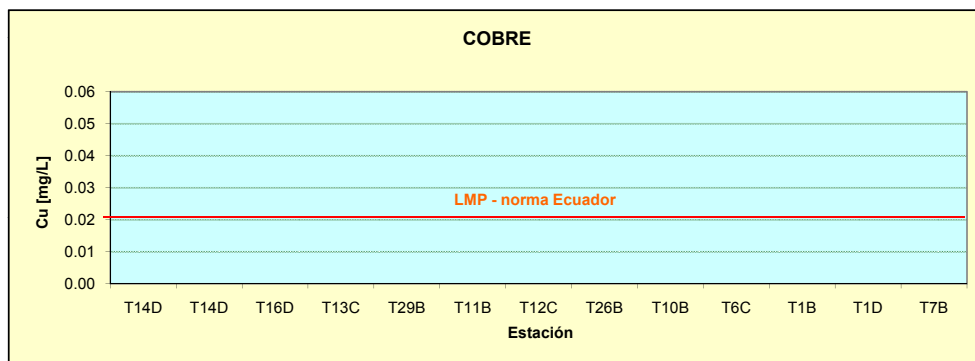 COBRE
Cu [mg/L]
0.06
0.05
0.04
0.03
0.02
0.01
0.00
LMP - norma Ecuador
T14D T14D T16D T13C T29B T11B T12C T26B T10B T6C T1B T1D T7B
Estación